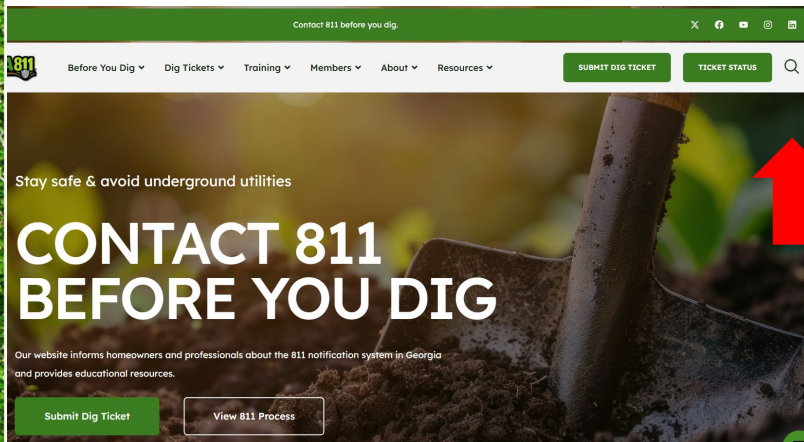 Contact 811 before you dig.
811
Before You Dig Dig Tickets Training Members About Resources SUBMIT DIG TICKET TICKET STATUS
Stay safe & avoid underground utilities
CONTACT 811
BEFORE YOU DIG
Our website informs homeowners and professionals about the 811 notification system in Georgia
and provides educational resources.
Submit Dig Ticket View 811 Process